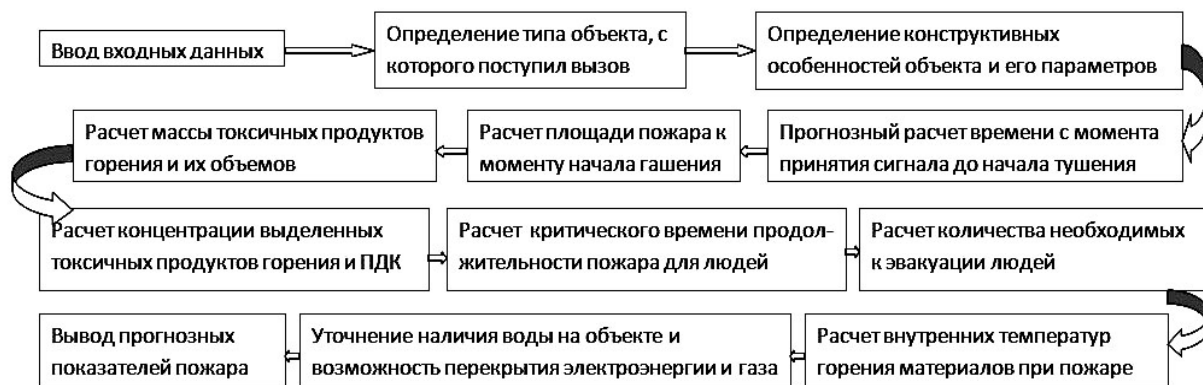 Ввод входных данных
Определение типа объекта, с
которого поступил вызов
Определение конструктивных
особенностей объекта и его параметров
Прогнозный расчет времени с момента
принятия сигнала до начала тушения
Расчет площади пожара к
моменту начала гашения
Расчет массы токсичных продуктов
горения и их объемов
Расчет концентрации выделенных
токсичных продуктов горения и ПДК
Расчет критического времени продол-
жительности пожара для людей
Расчет количества необходимых
к эвакуации людей
Расчет внутренних температур
горения материалов при пожаре
Уточнение наличия воды на объекте и
возможность перекрытия электроэнергии и газа
Вывод прогнозных
показателей пожара